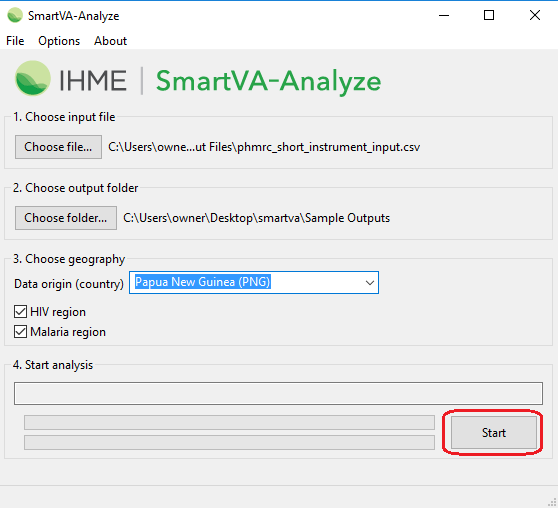 SmartVA-Analyze
File Options About
IHME | SmartVA-Analyze
1. Choose input file
Choose file... C:\Users\owne...ut Files\phmrc_short_instrument_input.csv
2. Choose output folder
Choose folder... C:\Users\owner\Desktop\smartva\Sample Outputs
3. Choose geography
Data origin (country) Papua New Guinea (PNG)
HIV region
Malaria region
4. Start analysis
Start